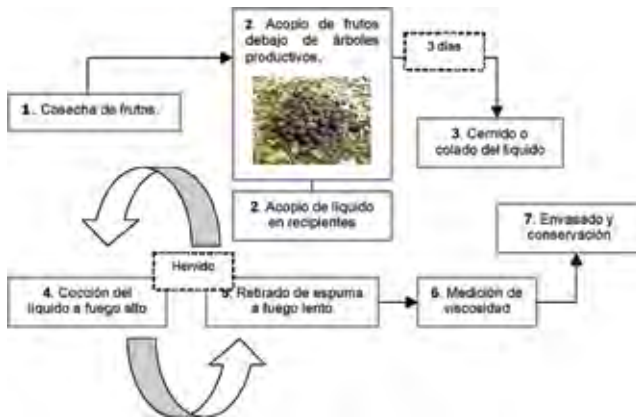 2. Acopio de frutos
debajo de árboles
productivos.
3 días
1. Cosecha de frutos.
3. Cernido o
colado del líquido
2. Acopio de líquido
en recipientes
7. Envasado y
conservación
Hervido
4. Cocción del
líquido a fuego alto
5. Retirado de espuma
a fuego lento
6. Medición de
viscosidad